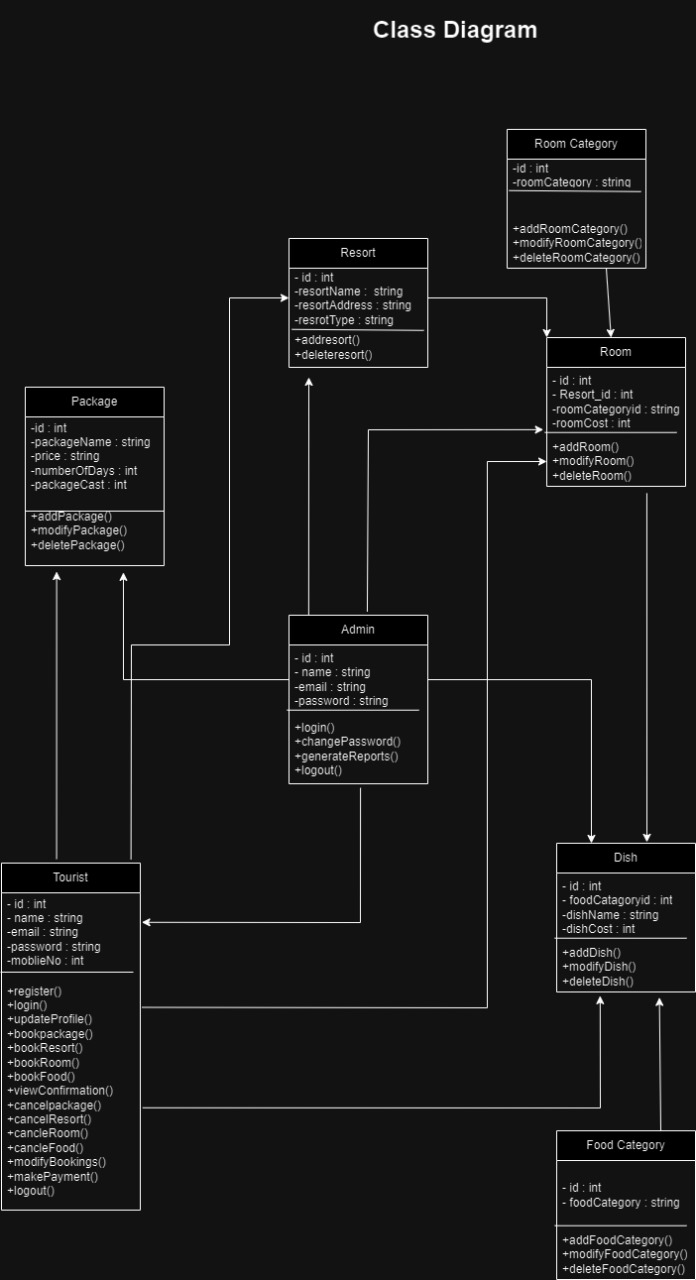 Class Diagram
Room Category
-id : int
-roomCategory : string
+addRoomCategory()
+modifyRoomCategory()
+deleteRoomCategory()
Resort
- id : int
-resortName : string
-resortAddress : string
-resrotType : string
+addresort()
+deleteresort()
Room
- id : int
- Resort_id : int
-roomCategoryid : string
-roomCost : int
+addRoom()
+modifyRoom()
+deleteRoom()
Package
-id : int
-packageName : string
-price : string
-numberOfDays : int
-packageCast : int
+addPackage()
+modifyPackage()
+deletePackage()
Admin
- id : int
- name : string
-email : string
-password : string
+login()
+changePassword()
+generateReports()
+logout()
Tourist
- id : int
- name : string
-email : string
-password : string
-moblieNo : int
+register()
+login()
+updateProfile()
+bookpackage()
+bookResort()
+bookRoom()
+bookFood()
+viewConfirmation()
+cancelpackage()
+cancelResort()
+cancleRoom()
+cancleFood()
+modifyBookings()
+makePayment()
+logout()
Dish
- id : int
- foodCatagoryid : int
-dishName : string
-dishCost : int
+addDish()
+modifyDish()
+deleteDish()
Food Category
- id : int
- foodCategory : string
+addFoodCategory()
+modifyFoodCategory()
+deleteFoodCategory()